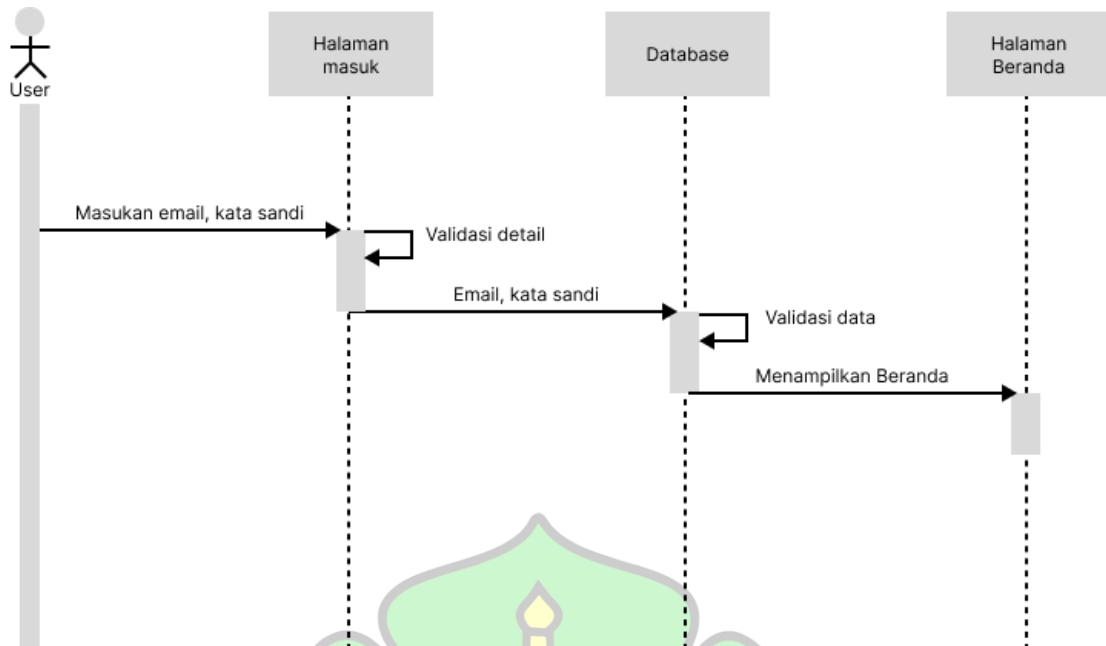 User
Halaman
masuk
Database
Halaman
Beranda
Masukan email, kata sandi
Validasi detail
Email, kata sandi
Validasi data
Menampilkan Beranda